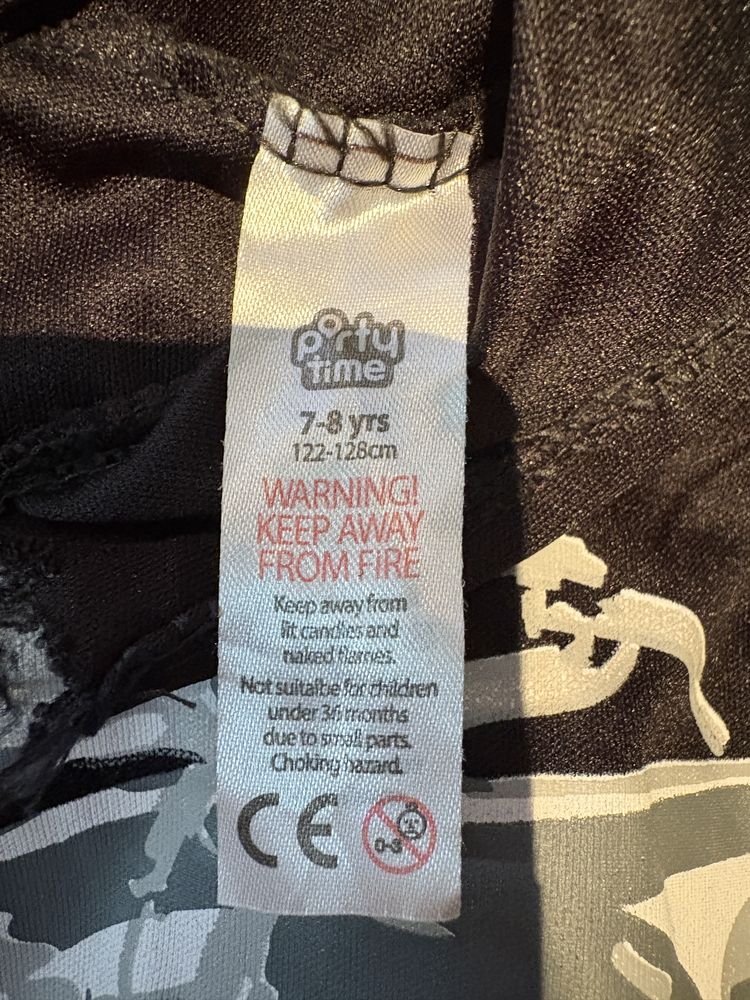 party
time
7-8 yrs
122-128cm
WARNING!
KEEP AWAY
FROM FIRE
Keep away from
lit candles and
naked flames.
Not suitalbe for children
under 36 months
due to small parts.
Choking hazard.
CE
0-3